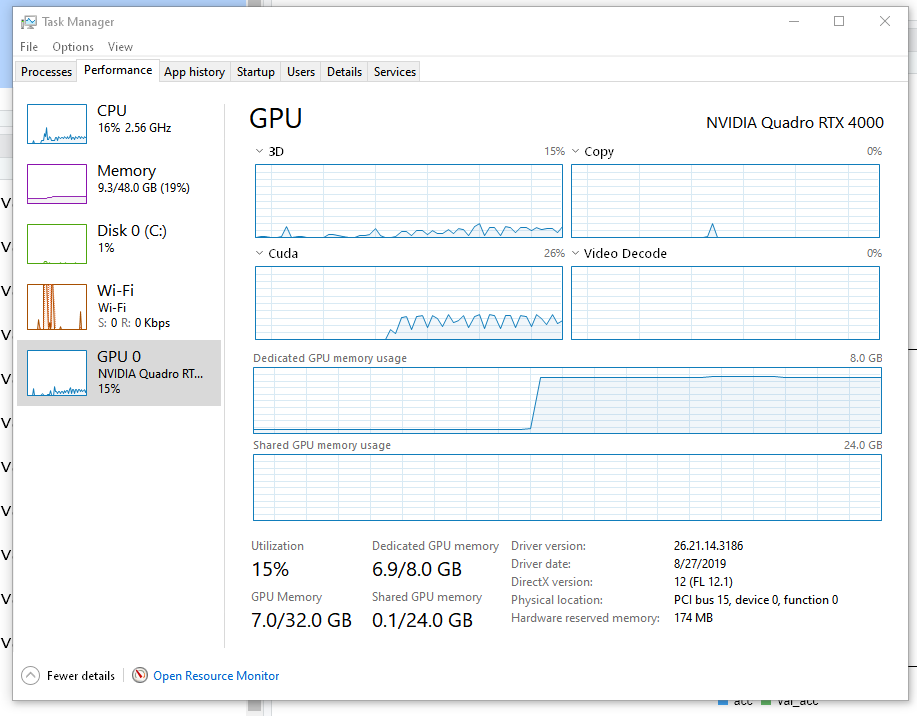 Task Manager
File Options View
Processes Performance App history Startup Users Details Services
CPU
16% 2.56 GHz
Memory
9.3/48.0 GB (19%)
Disk 0 (C:)
1%
Wi-Fi
Wi-Fi
S: 0 R: 0 Kbps
GPU 0
NVIDIA Quadro RT...
15%
GPU
NVIDIA Quadro RTX 4000
3D 15% Copy 0%
Cuda 26% Video Decode 0%
Dedicated GPU memory usage 8.0 GB
Shared GPU memory usage 24.0 GB
Utilization
15%
Dedicated GPU memory
6.9/8.0 GB
GPU Memory
7.0/32.0 GB
Shared GPU memory
0.1/24.0 GB
Driver version: 26.21.14.3186
Driver date: 8/27/2019
DirectX version: 12 (FL 12.1)
Physical location: PCI bus 15, device 0, function 0
Hardware reserved memory: 174 MB
Fewer details Open Resource Monitor
acc val_acc